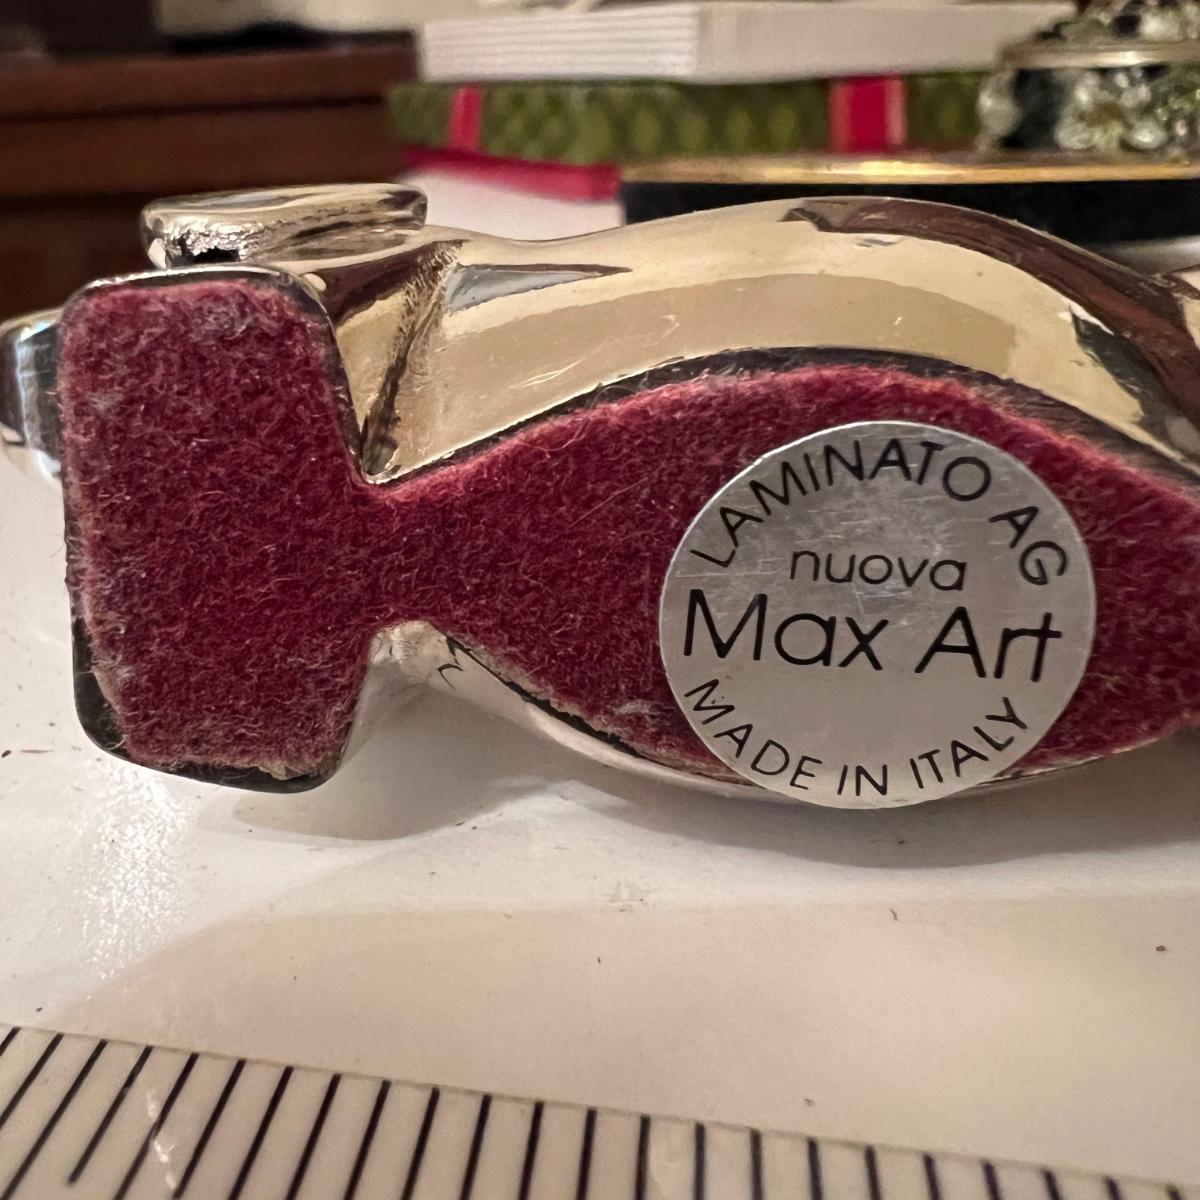 LAMINATO AG
nuova
Max Art
MADE IN ITALY